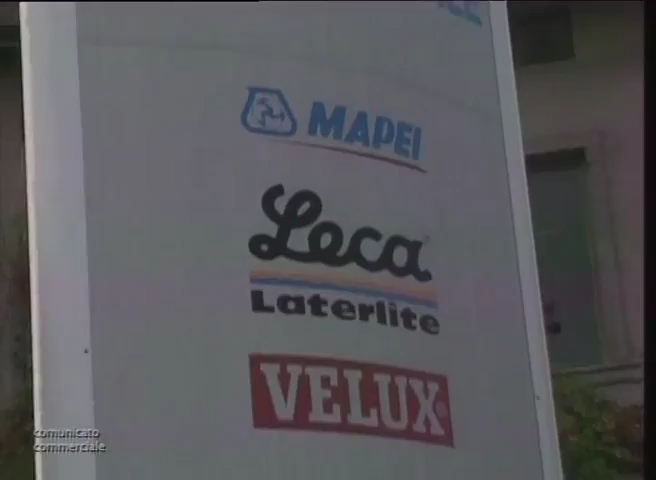 MAPEI
Leca
Laterlite
VELUX
comunicato
commerciale